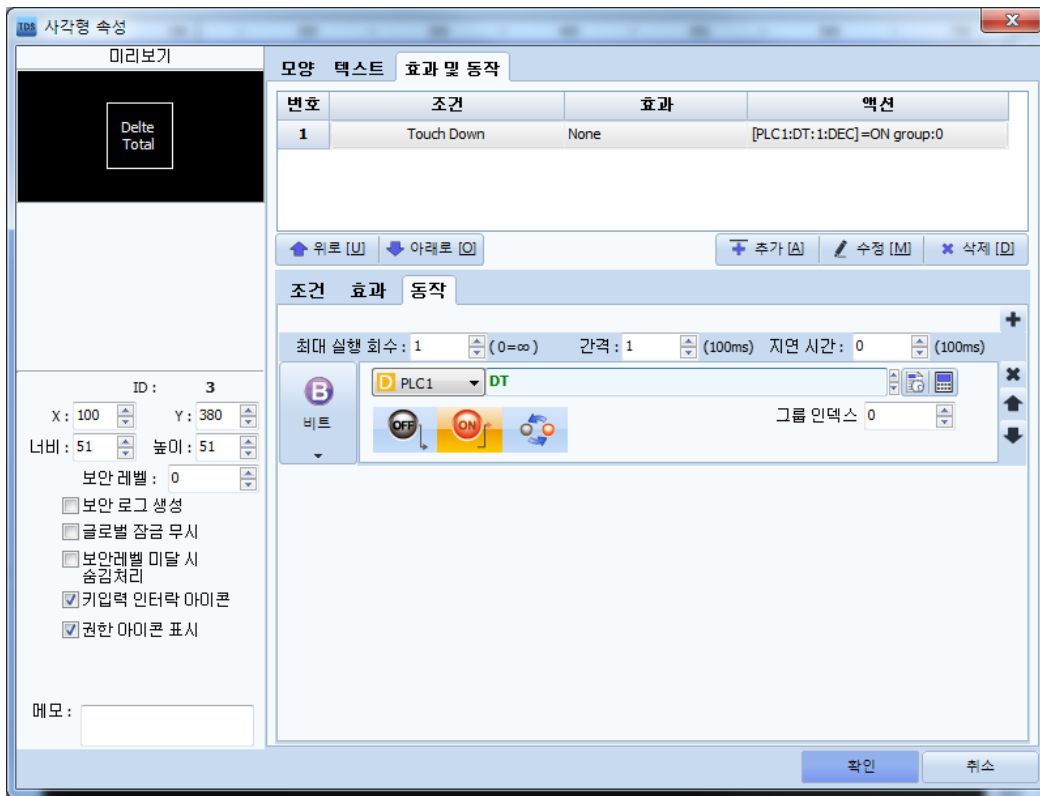 TDS 사각형 속성
미리보기
Delte
Total
모양 텍스트 효과 및 동작
번호 조건 효과 액션
1 Touch Down None [PLC1:DT:1:DEC]=ON group:0
위로 [U] 아래로 [O] 추가 [A] 수정 [M] 삭제 [D]
조건 효과 동작
최대 실행 회수 : 1 ( 0=∞ ) 간격 : 1 (100ms) 지연 시간 : 0 (100ms)
B
비트
D PLC1 DT
OFF ON
그룹 인덱스 0
ID : 3
X : 100 Y : 380
너비 : 51 높이 : 51
보안 레벨 : 0
보안 로그 생성
글로벌 잠금 무시
보안레벨 미달 시
숨김처리
키입력 인터락 아이콘
권한 아이콘 표시
메모 :
확인 취소